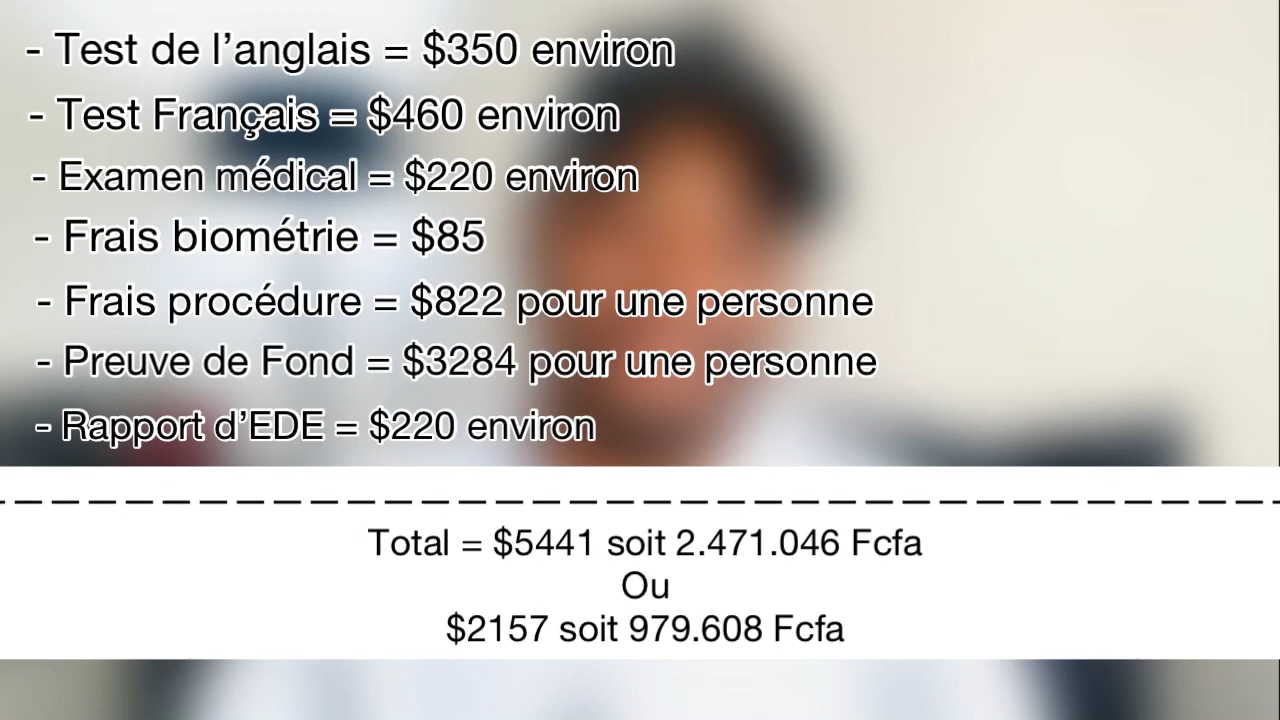 - Test de l’anglais = $350 environ
- Test Français = $460 environ
- Examen médical = $220 environ
- Frais biométrie = $85
- Frais procédure = $822 pour une personne
- Preuve de Fond = $3284 pour une personne
- Rapport d’EDE = $220 environ
Total = $5441 soit 2.471.046 Fcfa
Ou
$2157 soit 979.608 Fcfa